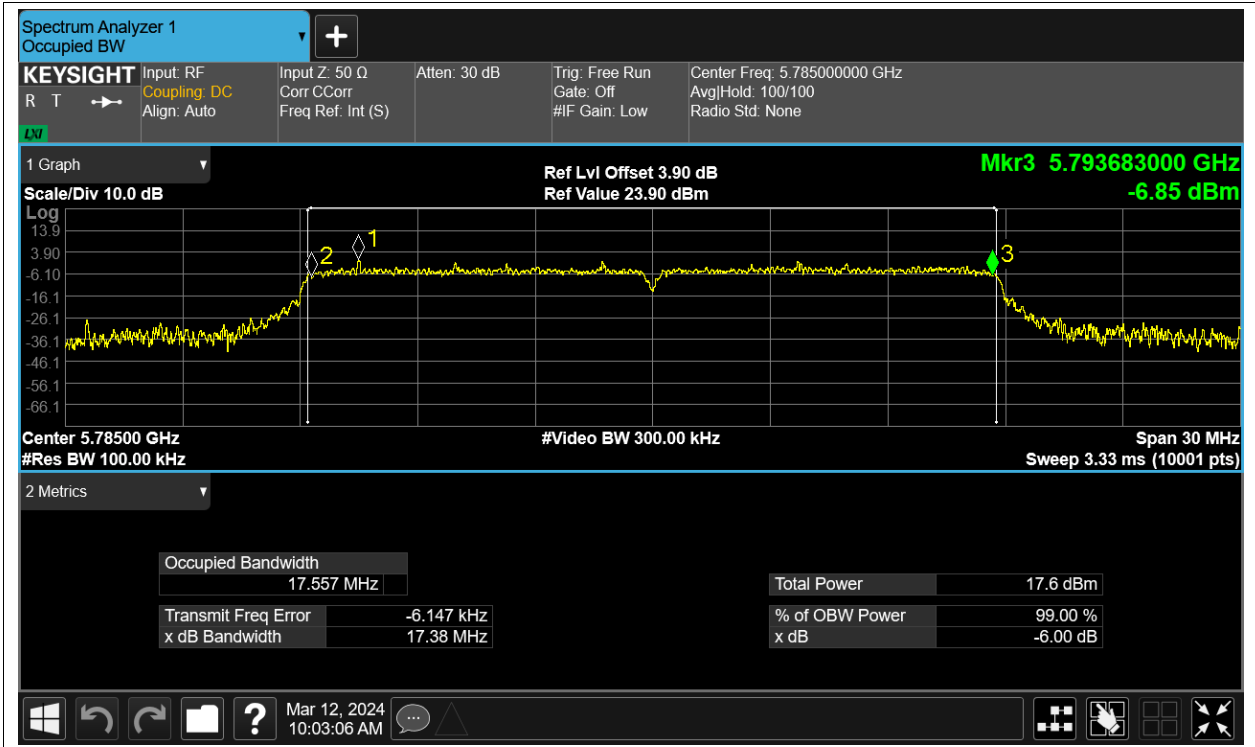 Spectrum Analyzer 1
Occupied BW
KEYSIGHT
R T
LXI
Input: RF
Coupling: DC
Align: Auto
Input Z: 50 Ω
Corr CCorr
Freq Ref: Int (S)
Atten: 30 dB
Trig: Free Run
Gate: Off
#IF Gain: Low
Center Freq: 5.785000000 GHz
Avg|Hold: 100/100
Radio Std: None
1 Graph
Scale/Div 10.0 dB
Ref Lvl Offset 3.90 dB
Ref Value 23.90 dBm
Mkr3 5.793683000 GHz
-6.85 dBm
Log
13.9
3.90
-6.10
-16.1
-26.1
-36.1
-46.1
-56.1
-66.1
2
1
3
Center 5.78500 GHz
#Res BW 100.00 kHz
#Video BW 300.00 kHz
Span 30 MHz
Sweep 3.33 ms (10001 pts)
2 Metrics
Occupied Bandwidth
17.557 MHz
Transmit Freq Error -6.147 kHz
x dB Bandwidth 17.38 MHz
Total Power 17.6 dBm
% of OBW Power 99.00 %
x dB -6.00 dB
?
Mar 12, 2024
10:03:06 AM